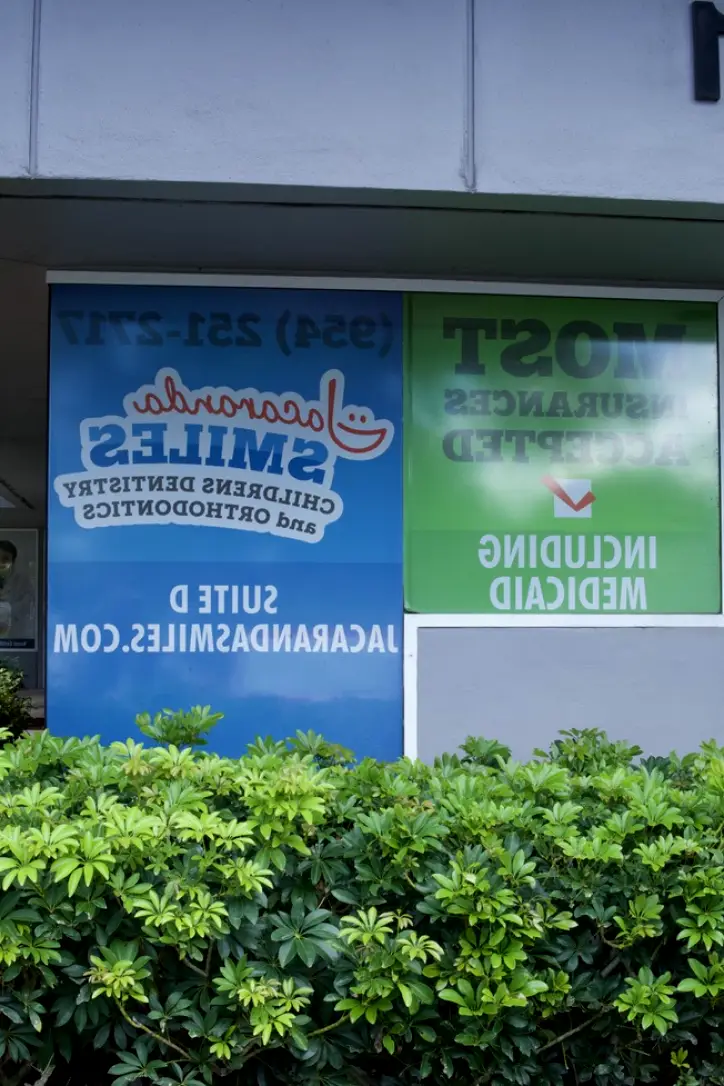 (954) 251-2717
Jacaranda
SMILES
CHILDRENS DENTISTRY
and ORTHODONTICS
SUITE D
JACARANDASMILES.COM
MOST
INSURANCES
ACCEPTED
INCLUDING
MEDICAID